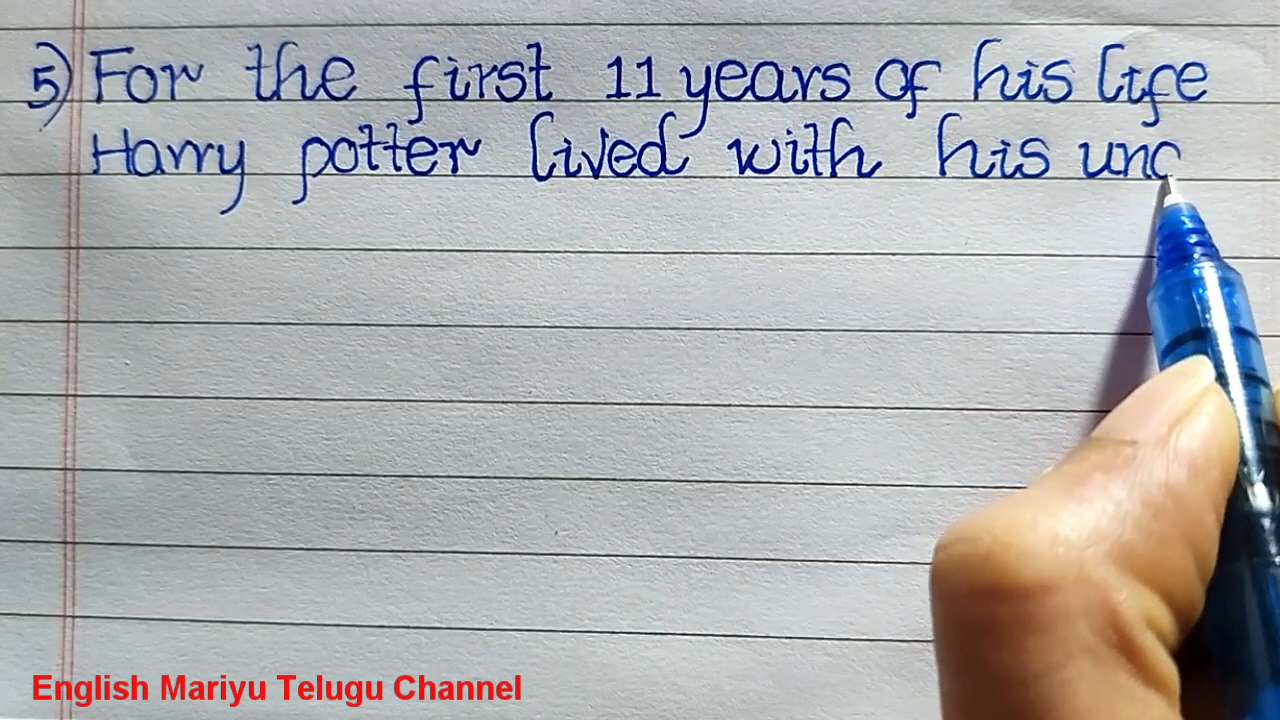 5) For the first 11 years of his life
Harry potter lived with his unc
English Mariyu Telugu Channel